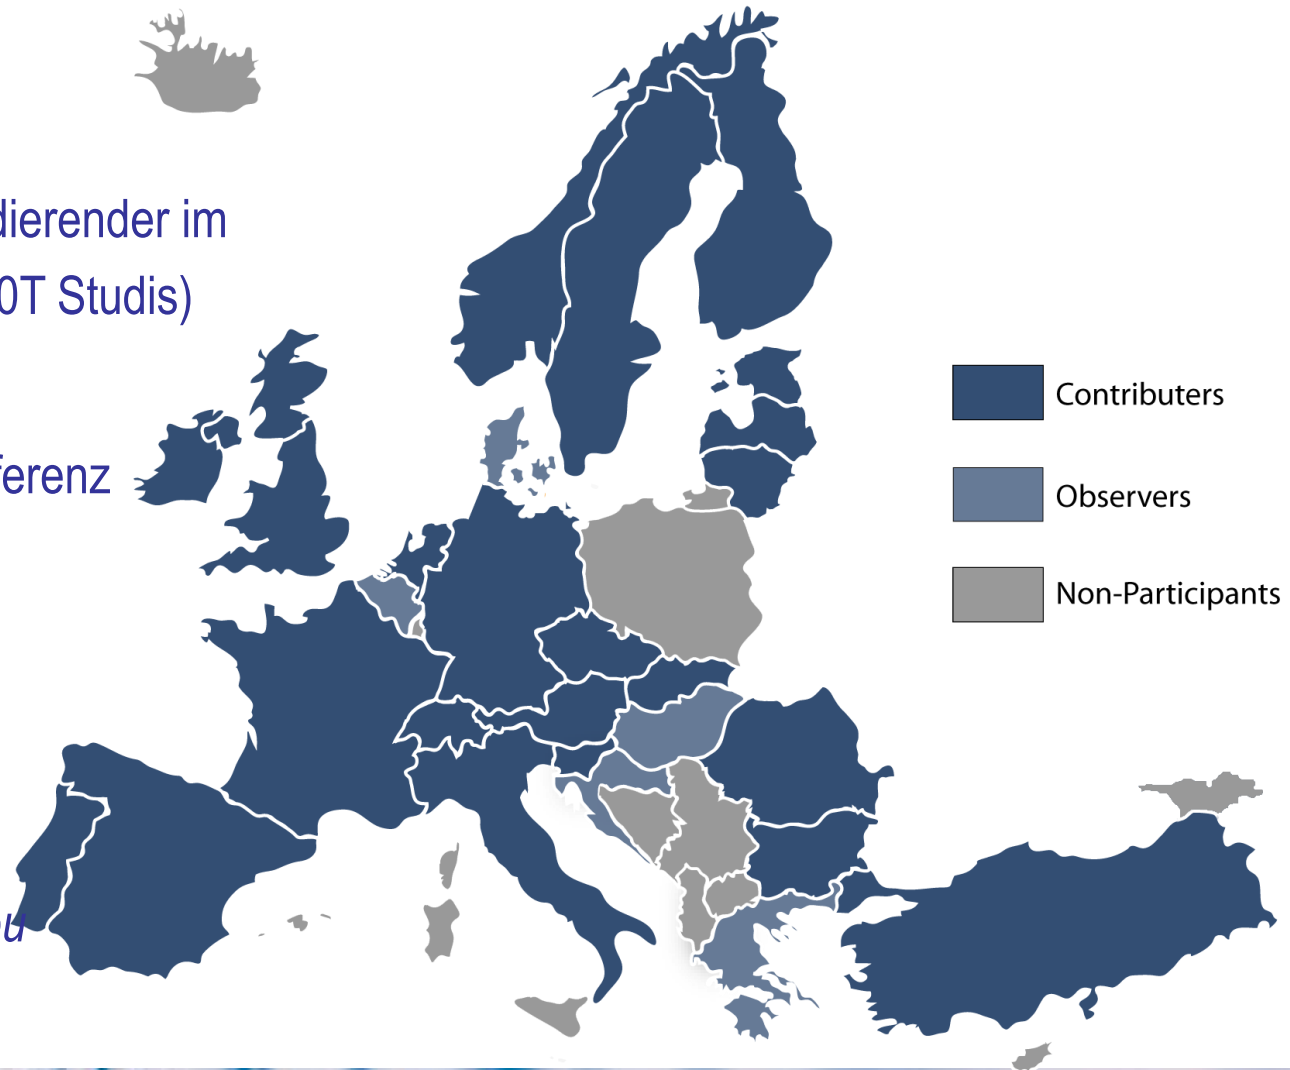 dierender im
0T Studis)
ferenz
u
Contributers
Observers
Non-Participants